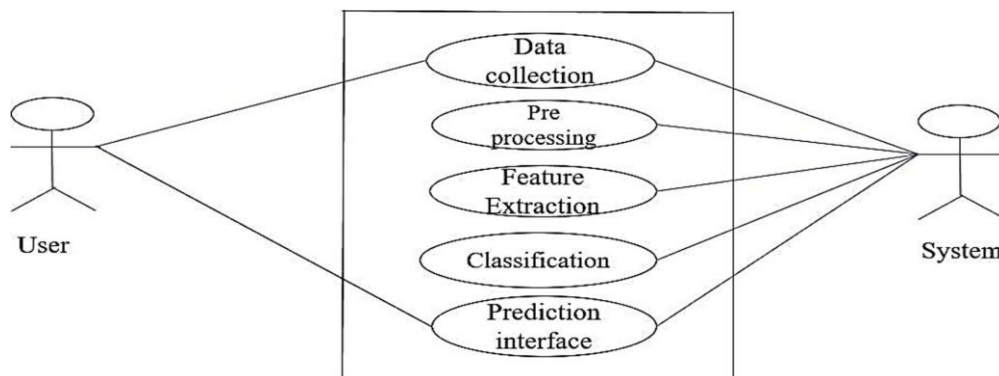 Data
collection
Pre
processing
Feature
Extraction
Classification
Prediction
interface
User
System